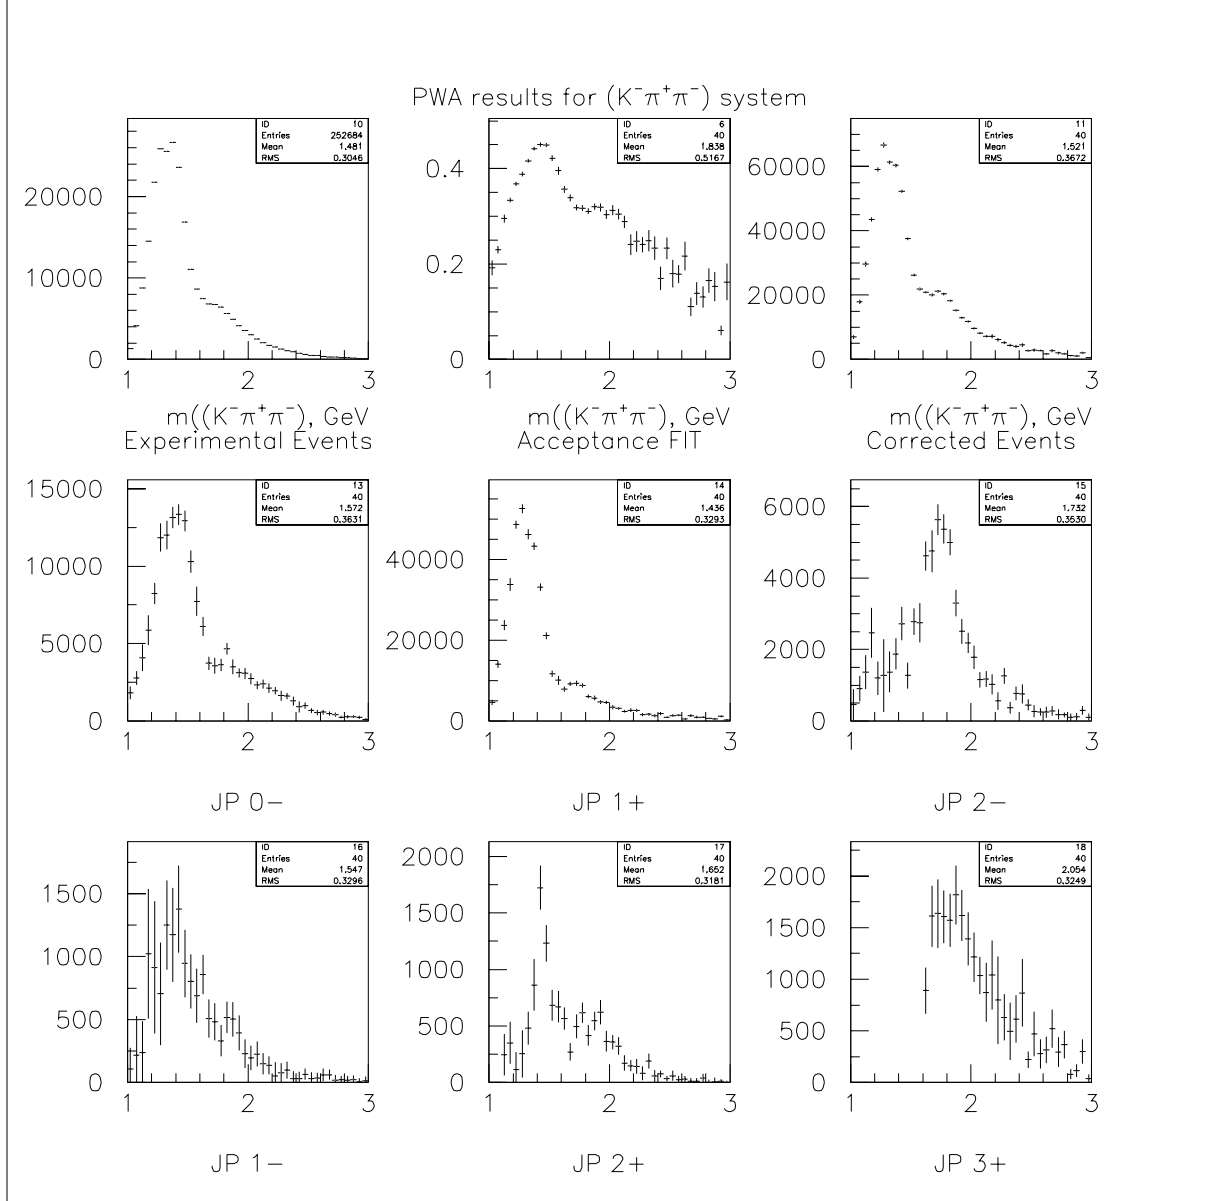 PWA results for (K⁻π⁺π⁻) system
ID 10
Entries 252684
Mean 1.481
RMS 0.3046
20000
10000
0
1 2 3
m((K⁻π⁺π⁻), GeV
Experimental Events
ID 6
Entries 40
Mean 1.838
RMS 0.5167
0.4
0.2
0
1 2 3
m((K⁻π⁺π⁻), GeV
Acceptance FIT
ID 11
Entries 40
Mean 1.521
RMS 0.3672
60000
40000
20000
0
1 2 3
m((K⁻π⁺π⁻), GeV
Corrected Events
ID 13
Entries 40
Mean 1.572
RMS 0.3631
15000
10000
5000
0
1 2 3
JP 0−
ID 14
Entries 40
Mean 1.436
RMS 0.3293
40000
20000
0
1 2 3
JP 1+
ID 15
Entries 40
Mean 1.732
RMS 0.3530
6000
4000
2000
0
1 2 3
JP 2−
ID 16
Entries 40
Mean 1.547
RMS 0.3296
1500
1000
500
0
1 2 3
JP 1−
ID 17
Entries 40
Mean 1.652
RMS 0.3181
2000
1500
1000
500
0
1 2 3
JP 2+
ID 18
Entries 40
Mean 2.054
RMS 0.3249
2000
1500
1000
500
0
1 2 3
JP 3+